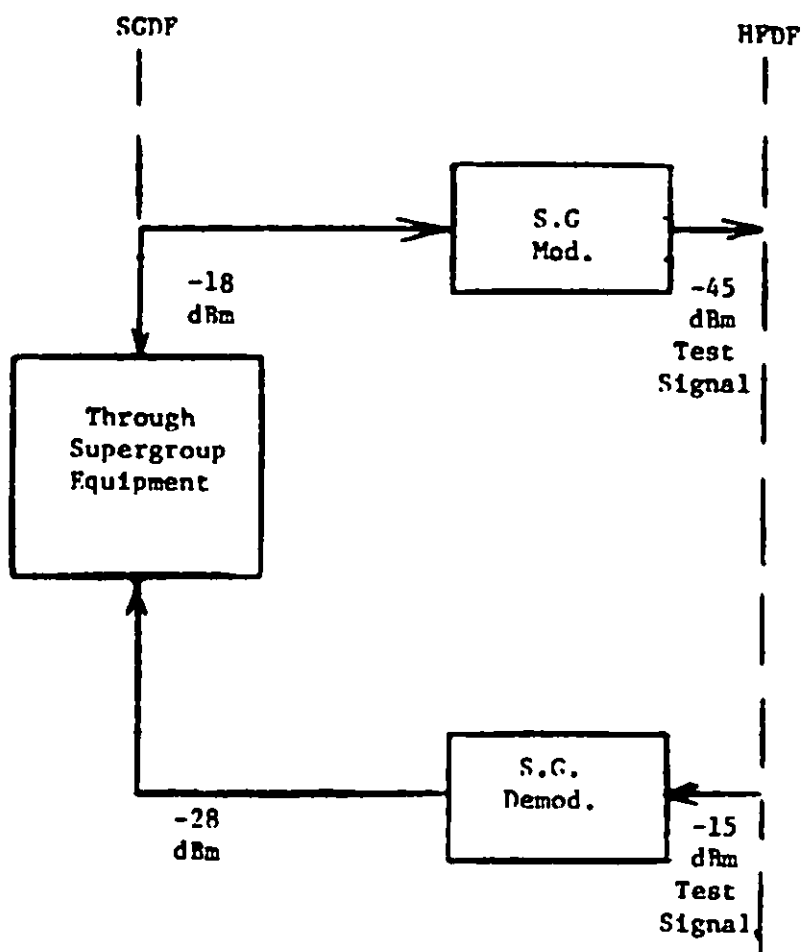 SGDF
HFDF
S.G
Mod.
-18
dBm
-45
dBm
Test
Signal
Through
Supergroup
Equipment
S.G.
Demod.
-28
dBm
-15
dBm
Test
Signal